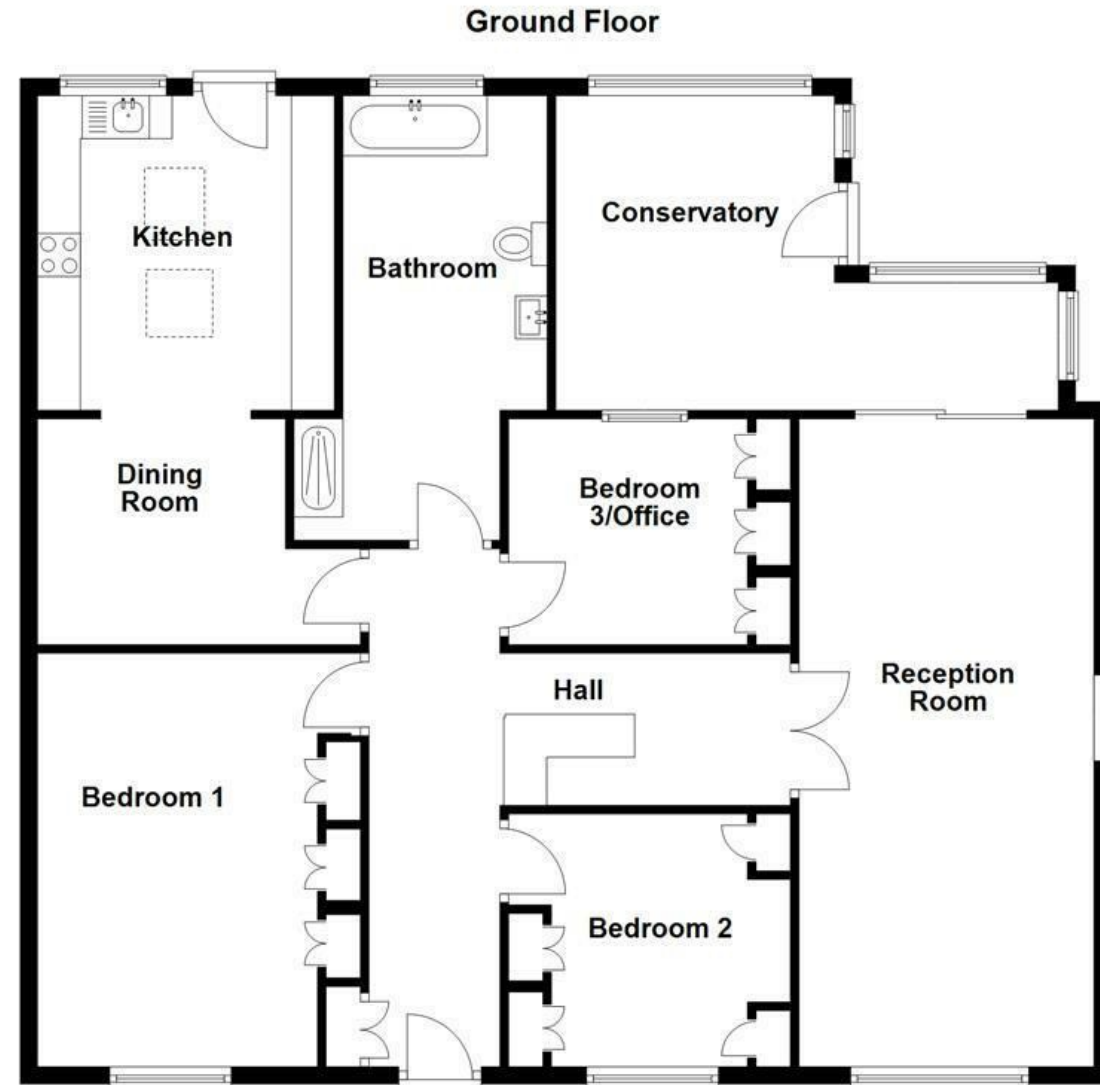 Ground Floor
Kitchen
Bathroom
Conservatory
Dining
Room
Bedroom
3/Office
Hall
Reception
Room
Bedroom 1
Bedroom 2